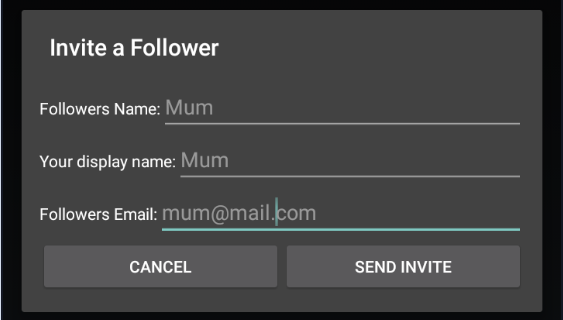 Invite a Follower
Followers Name: Mum
Your display name: Mum
Followers Email: mum@mail.com
CANCEL SEND INVITE